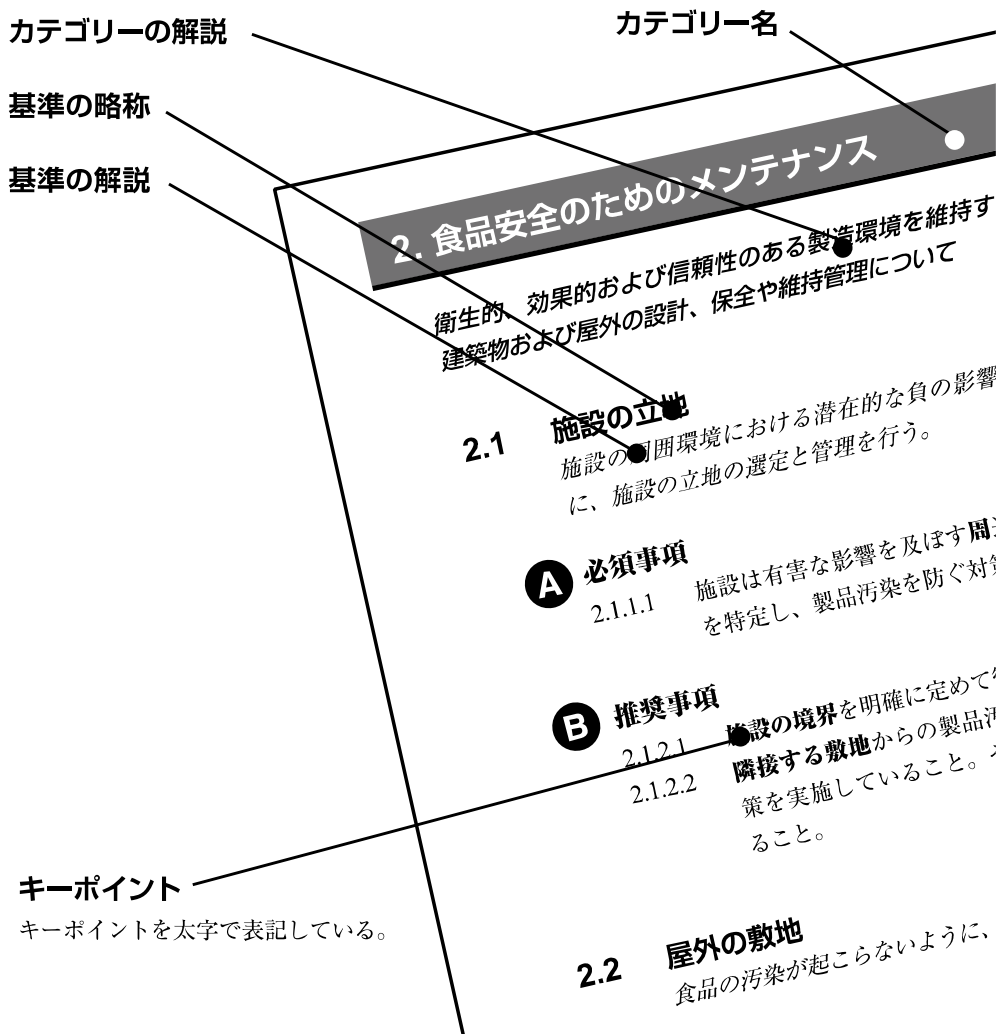 カテゴリーの解説
カテゴリー名
基準の略称
基準の解説
2. 食品安全のためのメンテナンス
衛生的、効果的および信頼性のある製造環境を維持す
建築物および屋外の設計、保全や維持管理について
2.1 施設の立地
施設の周囲環境における潜在的な負の影響
に、施設の立地の選定と管理を行う。
A 必須事項
2.1.1.1 施設は有害な影響を及ぼす周
を特定し、製品汚染を防ぐ対策
B 推奨事項
2.1.2.1 施設の境界を明確に定めて
2.1.2.2 隣接する敷地からの製品汚
策を実施していること。
ること。
キーポイント
キーポイントを太字で表記している。
2.2 屋外の敷地
食品の汚染が起こらないように、